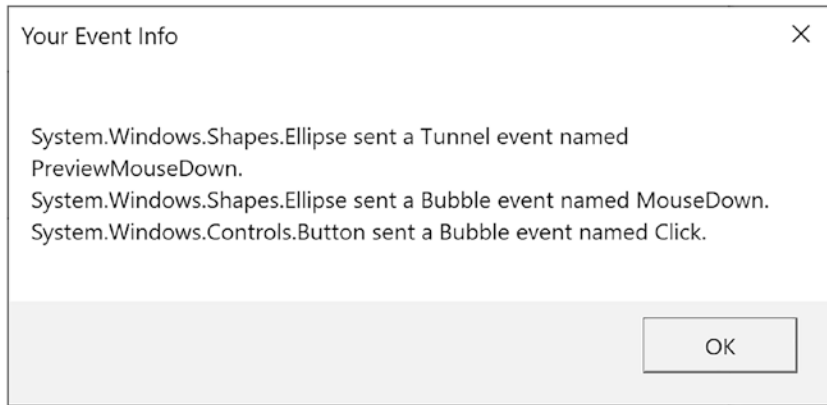 Your Event Info
System.Windows.Shapes.Ellipse sent a Tunnel event named
PreviewMouseDown.
System.Windows.Shapes.Ellipse sent a Bubble event named MouseDown.
System.Windows.Controls.Button sent a Bubble event named Click.
OK